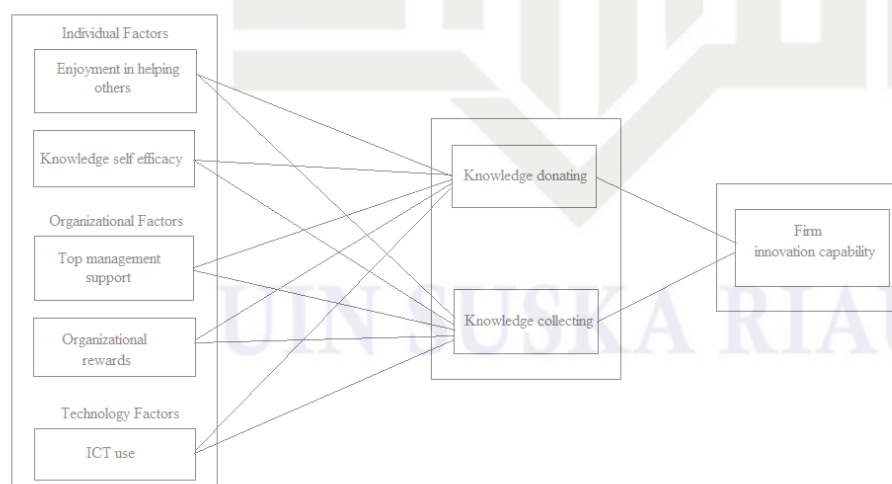 Individual Factors
Enjoyment in helping
others
Knowledge self efficacy
Organizational Factors
Top management
support
Organizational
rewards
Technology Factors
ICT use
Knowledge donating
Knowledge collecting
Firm
innovation capability
UIN SUSKA RIAU